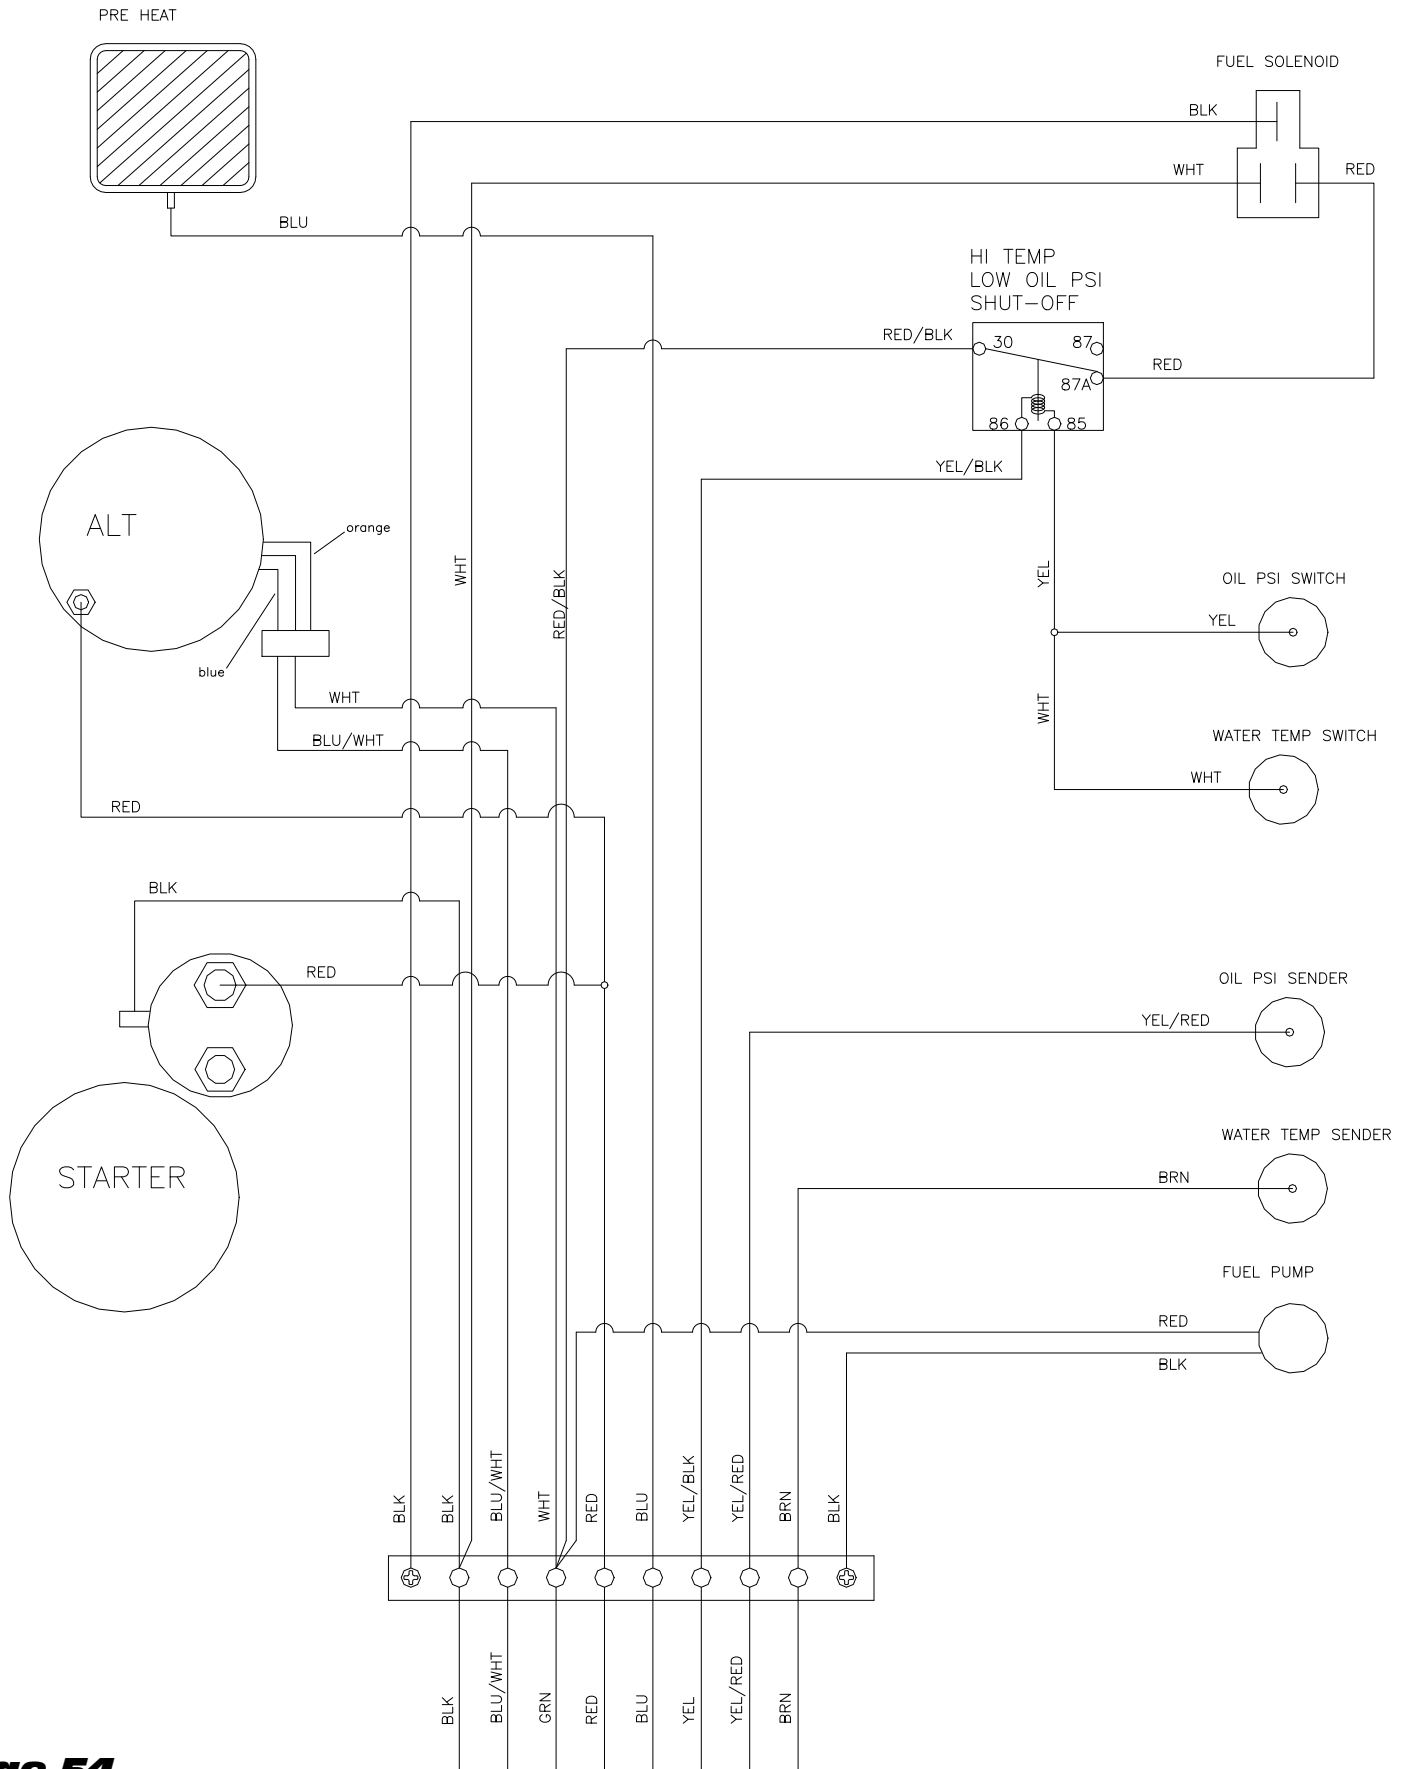 PRE HEAT
FUEL SOLENOID
BLK
WHT
RED
BLU
HI TEMP
LOW OIL PSI
SHUT-OFF
RED/BLK
30
87
87A
RED
86
85
YEL/BLK
ALT
orange
blue
WHT
RED/BLK
YEL
OIL PSI SWITCH
YEL
WHT
WHT
BLU/WHT
WATER TEMP SWITCH
WHT
RED
BLK
RED
OIL PSI SENDER
YEL/RED
STARTER
WATER TEMP SENDER
BRN
FUEL PUMP
RED
BLK
BLK
BLK
BLU/WHT
WHT
RED
BLU
YEL/BLK
YEL/RED
BRN
BLK
BLK
BLU/WHT
GRN
RED
BLU
YEL
YEL/RED
BRN
54